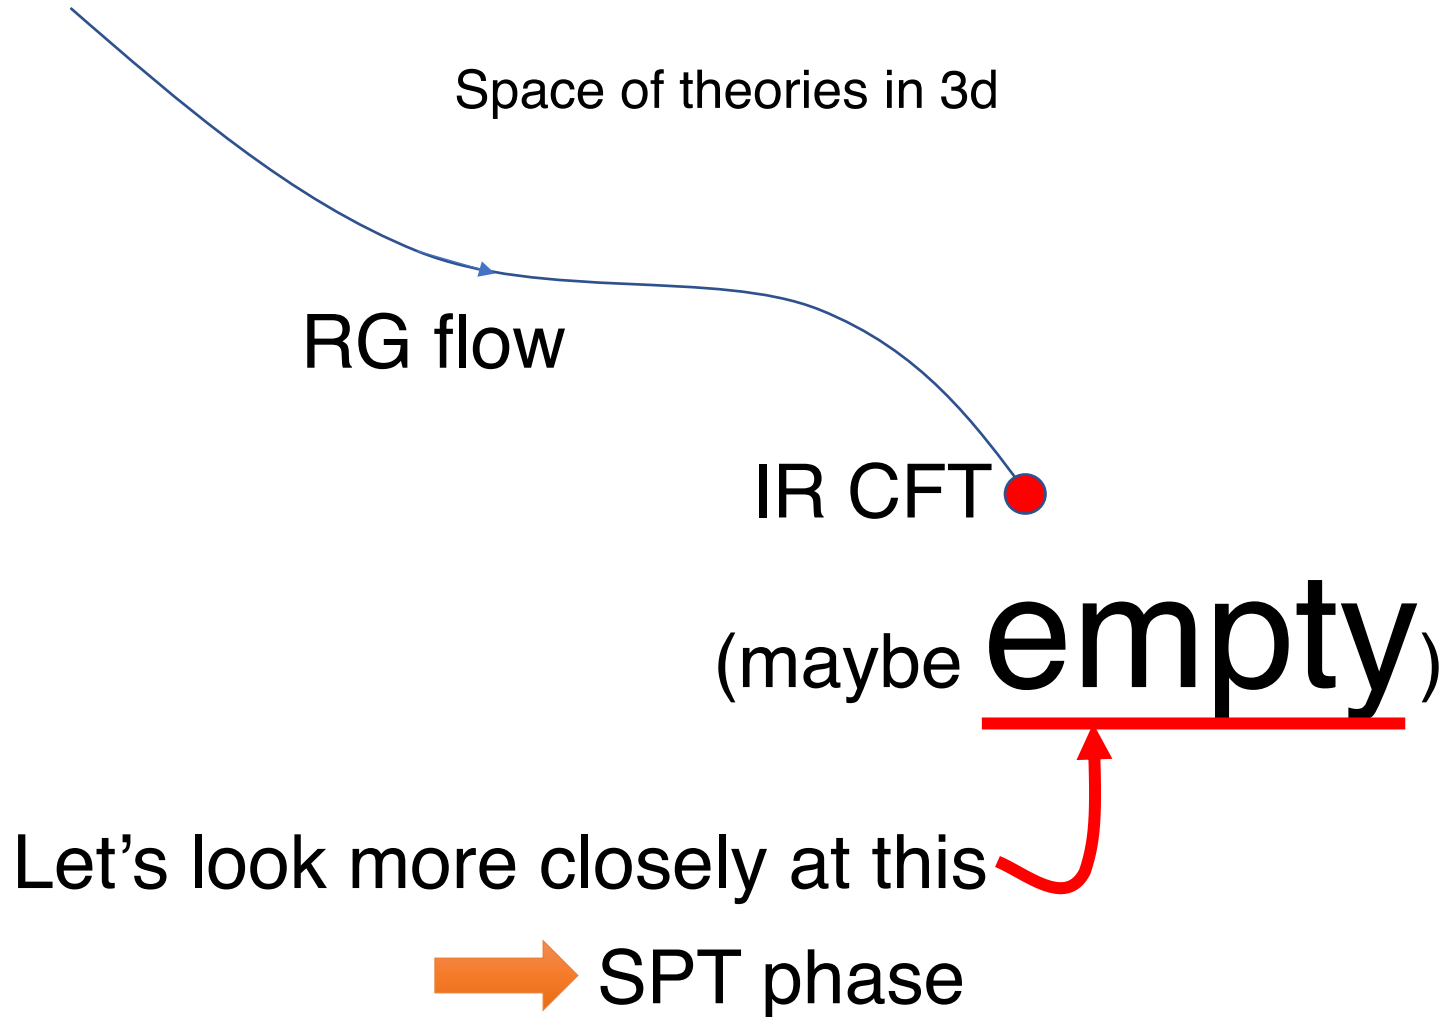 Space of theories in 3d
RG flow
IR CFT
(maybe empty)
Let’s look more closely at this
SPT phase